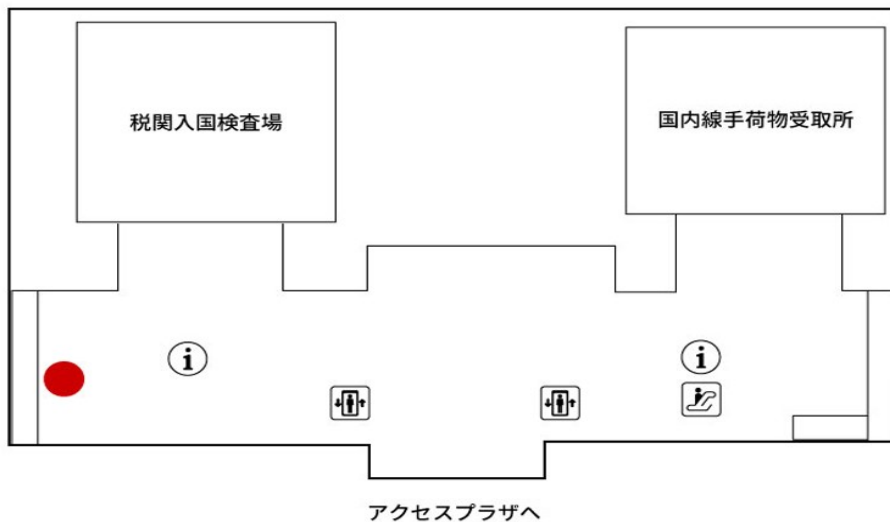 税関入国検査場
国内線手荷物受取所
i
i
アクセスプラザへ